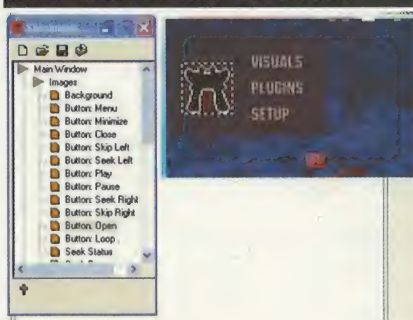 Main Window
Images
Background
Button: Menu
Button: Minimize
Button: Close
Button: Skip Left
Button: Seek Left
Button: Play
Button: Pause
Button: Seek Right
Button: Skip Right
Button: Open
Button: Loop
Seek Status
VISUALS
PLUGINS
SETUP